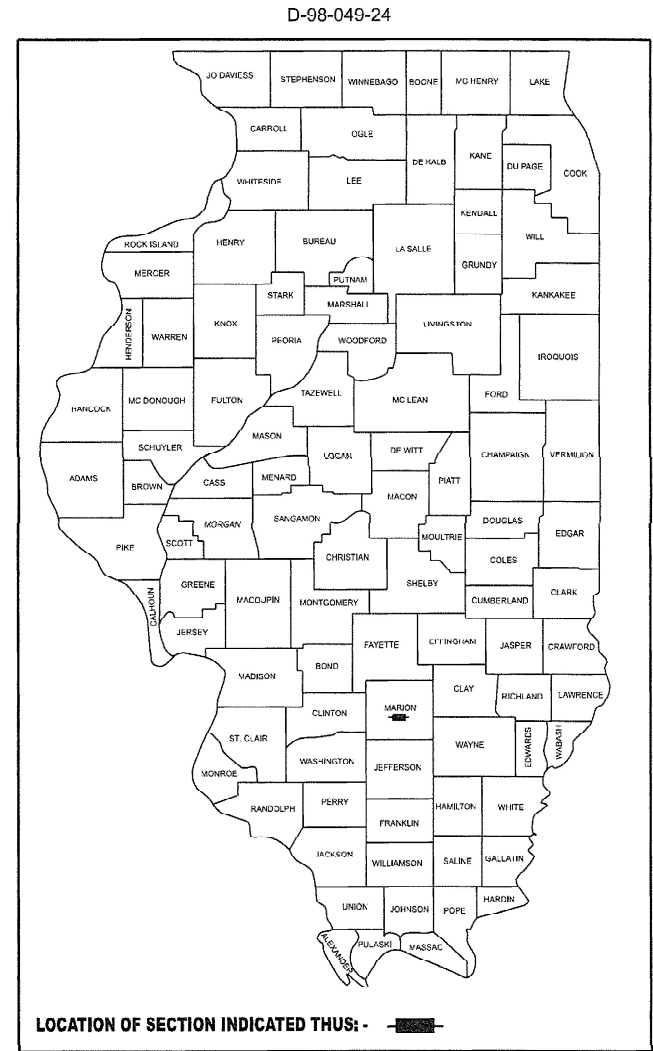 D-98-049-24
JO DAVIESS
STEPHENSON
WINNEBAGO
BOONE
MC HENRY
LAKE
CARROLL
OGLE
DE KALB
KANE
DU PAGE
COOK
WHITESIDE
LEE
KENDALL
WILL
ROCK ISLAND
HENRY
BUREAU
LA SALLE
GRUNDY
MERCER
PUTNAM
STARK
MARSHALL
KANKAKEE
HENDERSON
WARREN
KNOX
PEORIA
WOODFORD
LIVINGSTON
IROQUOIS
HANCOCK
MC DONOUGH
FULTON
TAZEWELL
MC LEAN
FORD
MASON
SCHUYLER
LOGAN
DE WITT
CHAMPAIGN
VERMILION
ADAMS
BROWN
CASS
MENARD
MACON
PIATT
MORGAN
SANGAMON
DOUGLAS
EDGAR
PIKE
SCOTT
CHRISTIAN
MOULTRIE
COLES
GREENE
SHELBY
CALHOUN
MACOUPIN
MONTGOMERY
CUMBERLAND
CLARK
JERSEY
FAYETTE
EFFINGHAM
JASPER
CRAWFORD
MADISON
BOND
CLAY
RICHLAND
LAWRENCE
CLINTON
MARION
ST. CLAIR
WAYNE
EDWARDS
WABASH
WASHINGTON
JEFFERSON
MONROE
RANDOLPH
PERRY
HAMILTON
WHITE
FRANKLIN
JACKSON
WILLIAMSON
SALINE
GALLATIN
UNION
JOHNSON
POPE
HARDIN
ALEXANDER
PULASKI
MASSAC
LOCATION OF SECTION INDICATED THUS: -